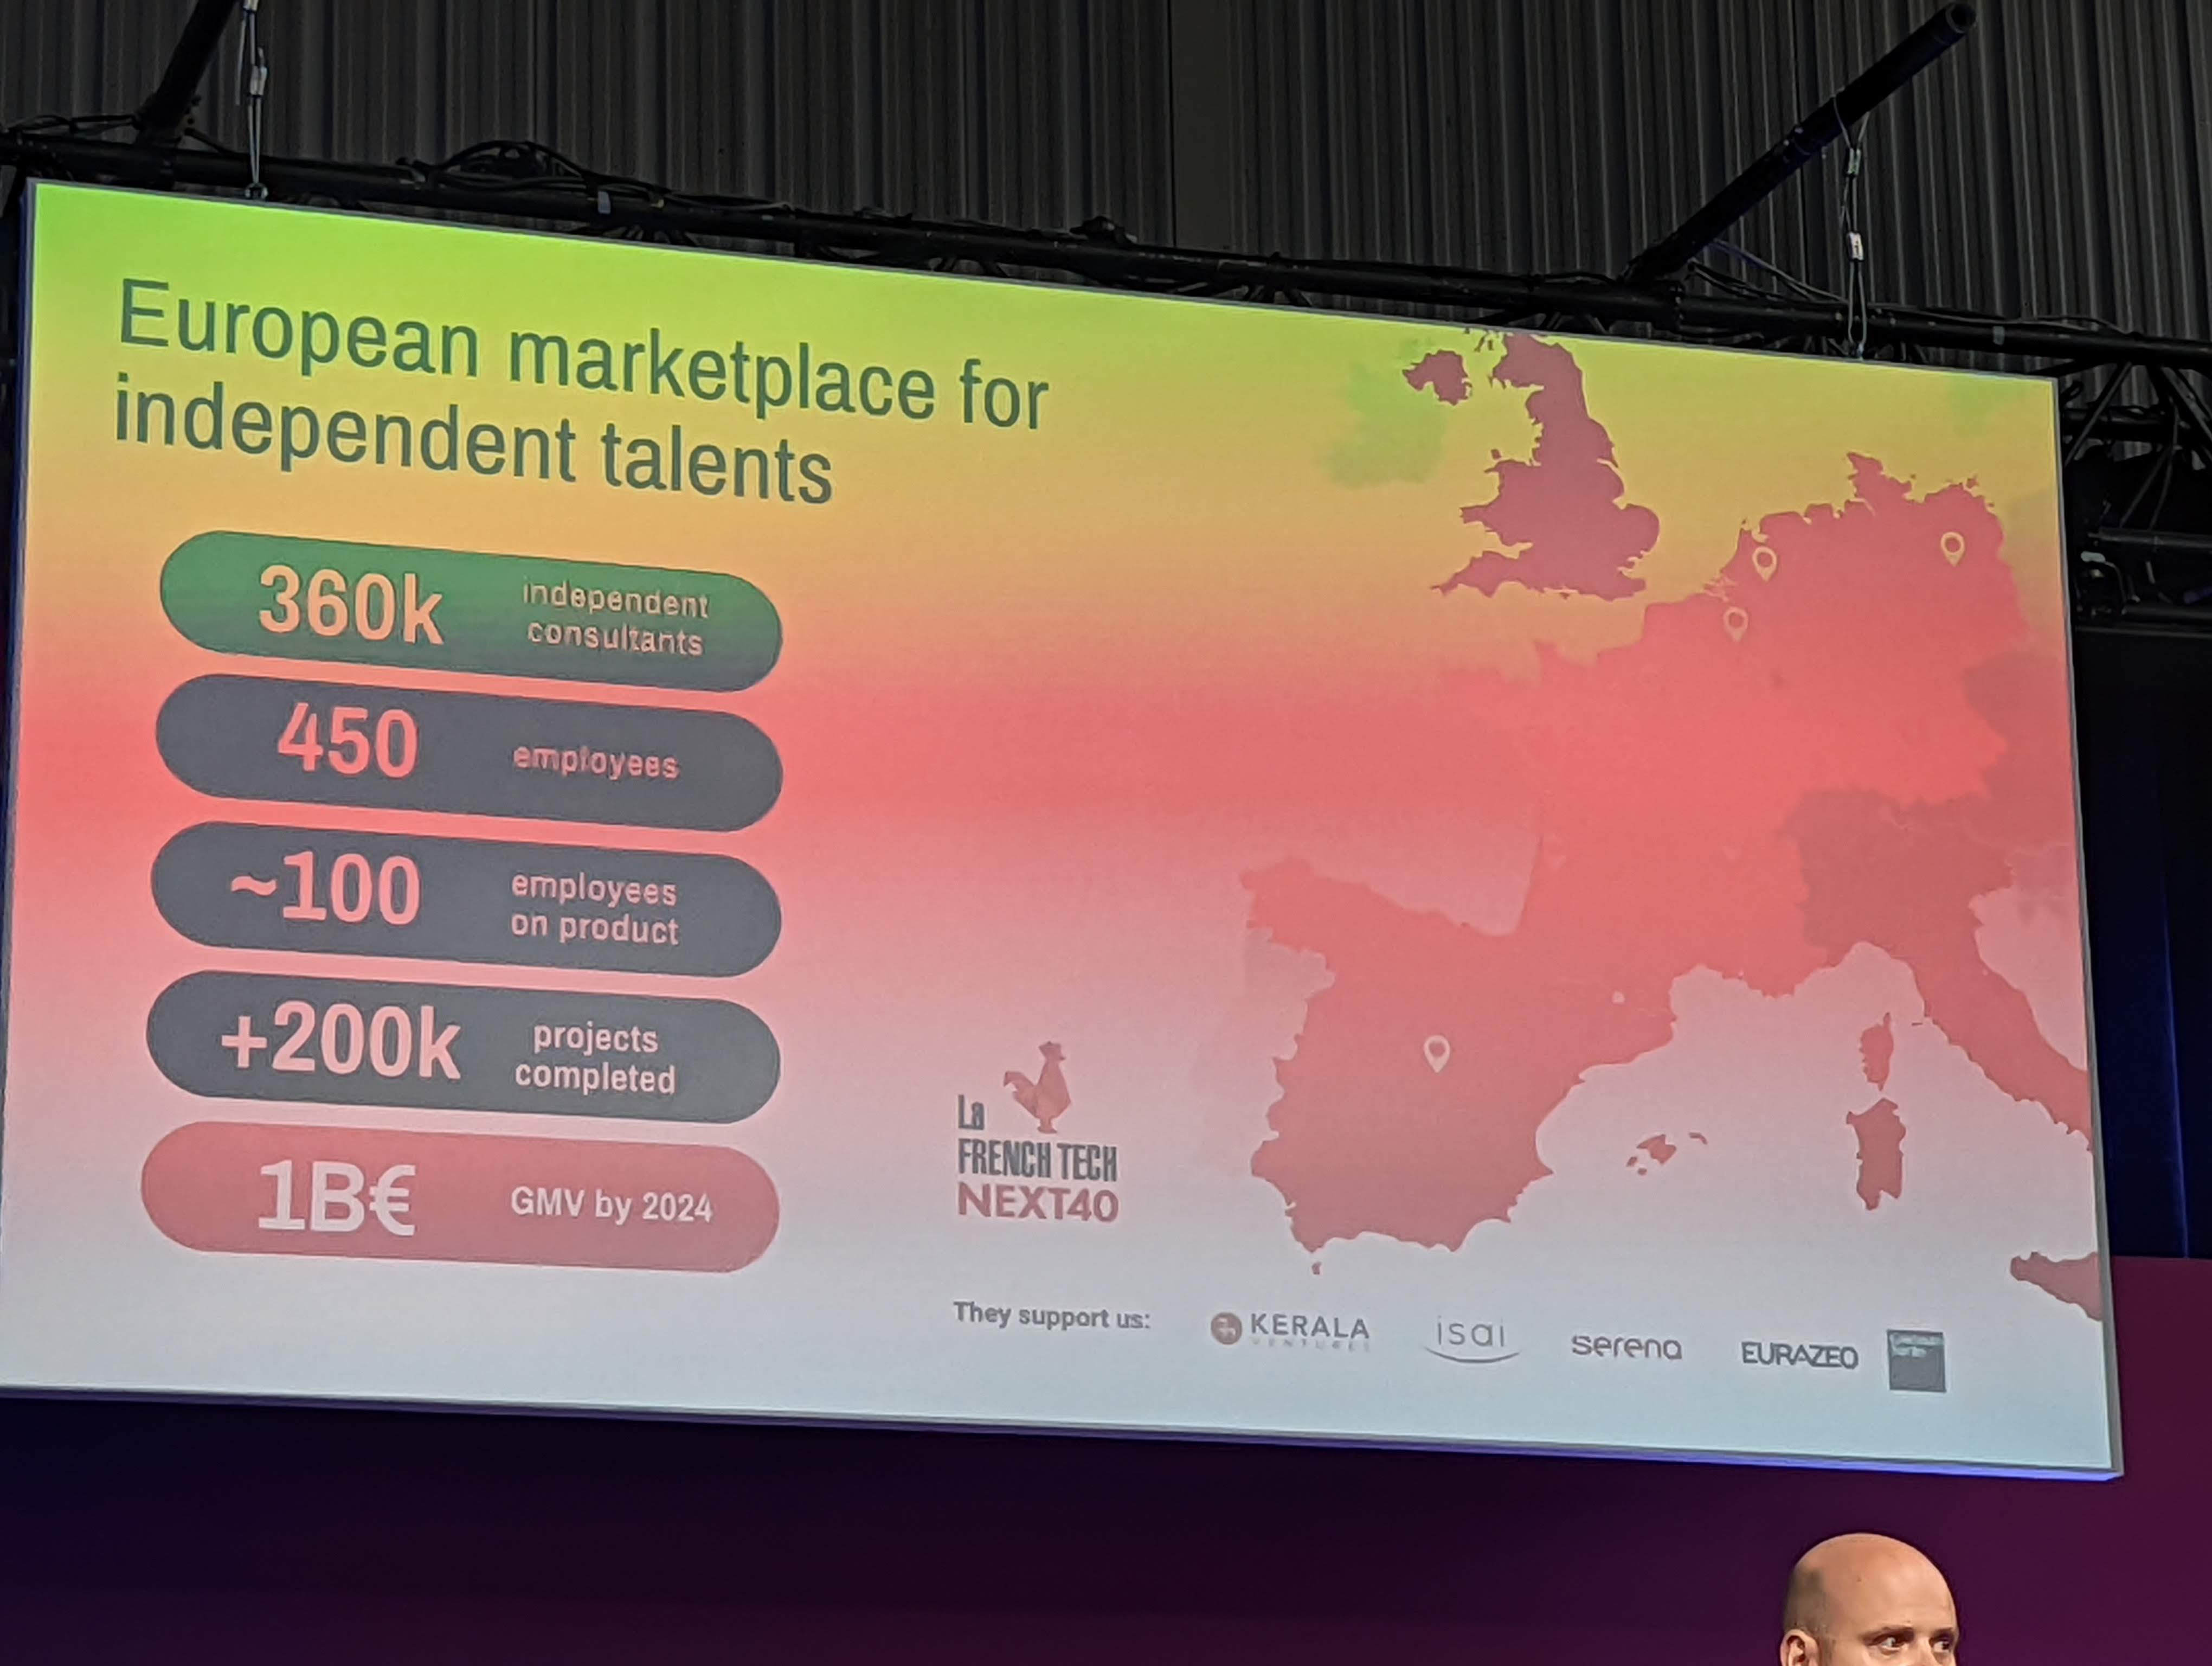 European marketplace for
independent talents
360k
independent
consultants
450
employees
~100
employees
on product
+200k
projects
completed
1B€
GMV by 2024
La
FRENCH TECH
NEXT40
They support us:
KERALA
VENTURES
isai
serena
EURAZEO